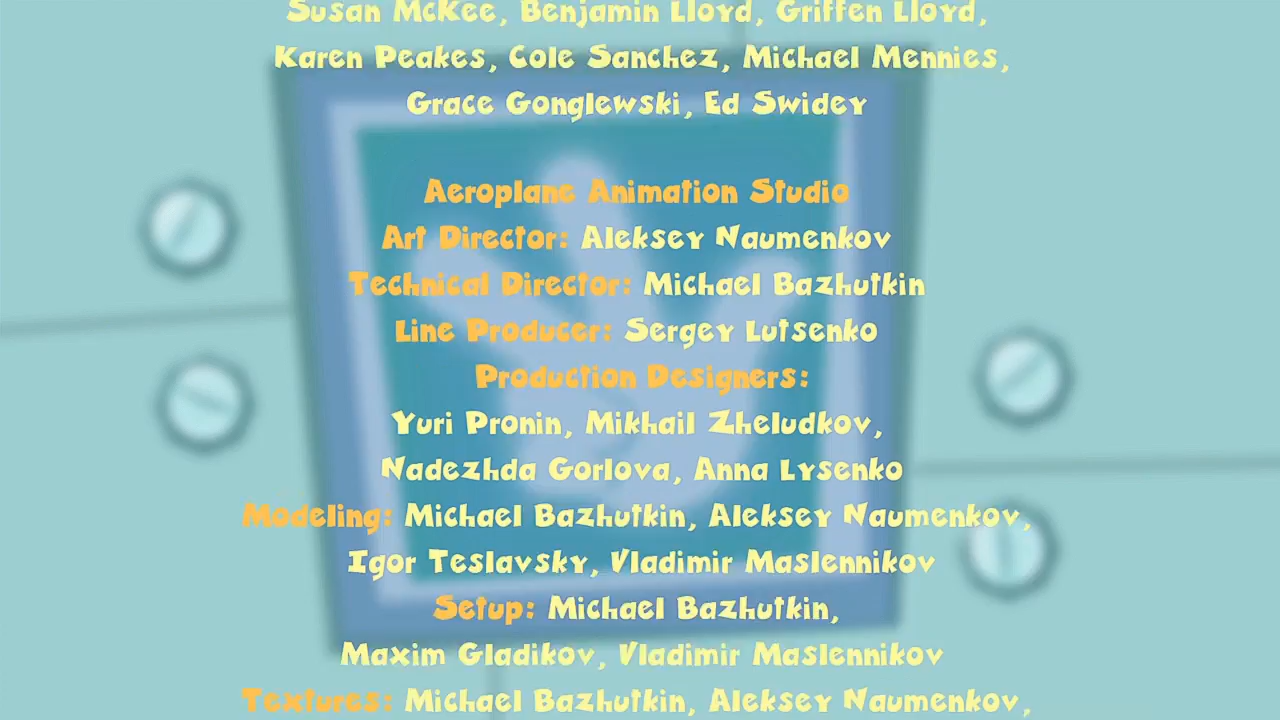 Susan McKee, Benjamin Lloyd, Griffen Lloyd,
Karen Peakes, Cole Sanchez, Michael Mennies,
Grace Gonglewski, Ed Swidey
Aeroplane Animation Studio
Art Director: Aleksey Naumenkov
Technical Director: Michael Bazhutkin
Line Producer: Sergey Lutsenko
Production Designers:
Yuri Pronin, Mikhail Zheludkov,
Nadezhda Gorlova, Anna Lysenko
Modeling: Michael Bazhutkin, Aleksey Naumenkov,
Igor Teslavsky, Vladimir Maslennikov
Setup: Michael Bazhutkin,
Maxim Gladikov, Vladimir Maslennikov
Textures: Michael Bazhutkin, Aleksey Naumenkov,